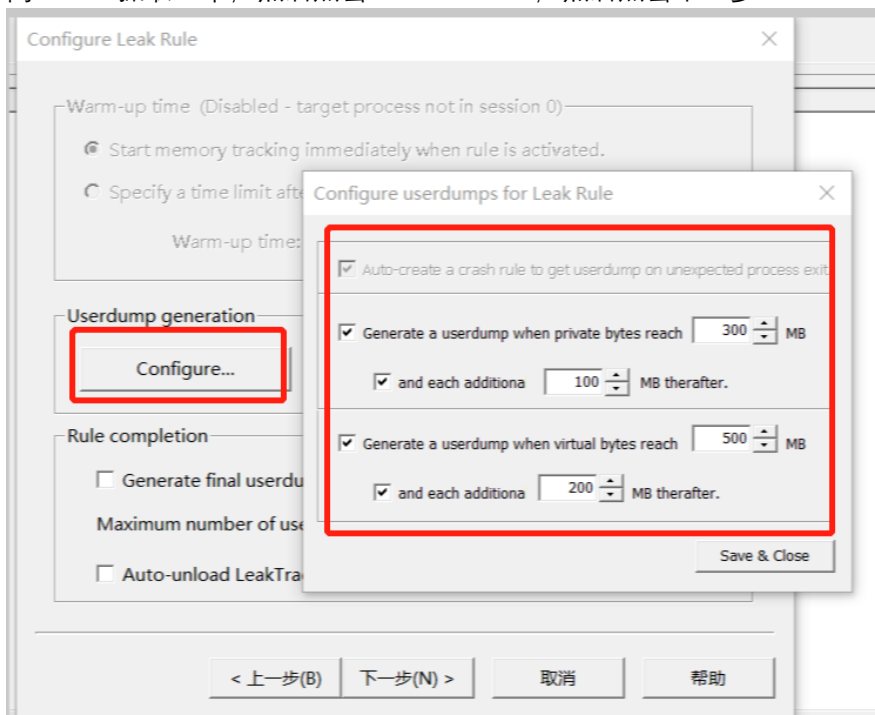 Configure Leak Rule
Warm-up time (Disabled - target process not in session 0)
Start memory tracking immediately when rule is activated.
Specify a time limit afte
Warm-up time:
Userdump generation
Configure...
Rule completion
Generate final userdu
Maximum number of use
Auto-unload LeakTra
Configure userdumps for Leak Rule
Auto-create a crash rule to get userdump on unexpected process exit
Generate a userdump when private bytes reach 300 MB
and each additiona 100 MB therafter.
Generate a userdump when virtual bytes reach 500 MB
and each additiona 200 MB therafter.
Save & Close
< 上一步(B) 下一步(N) > 取消 帮助